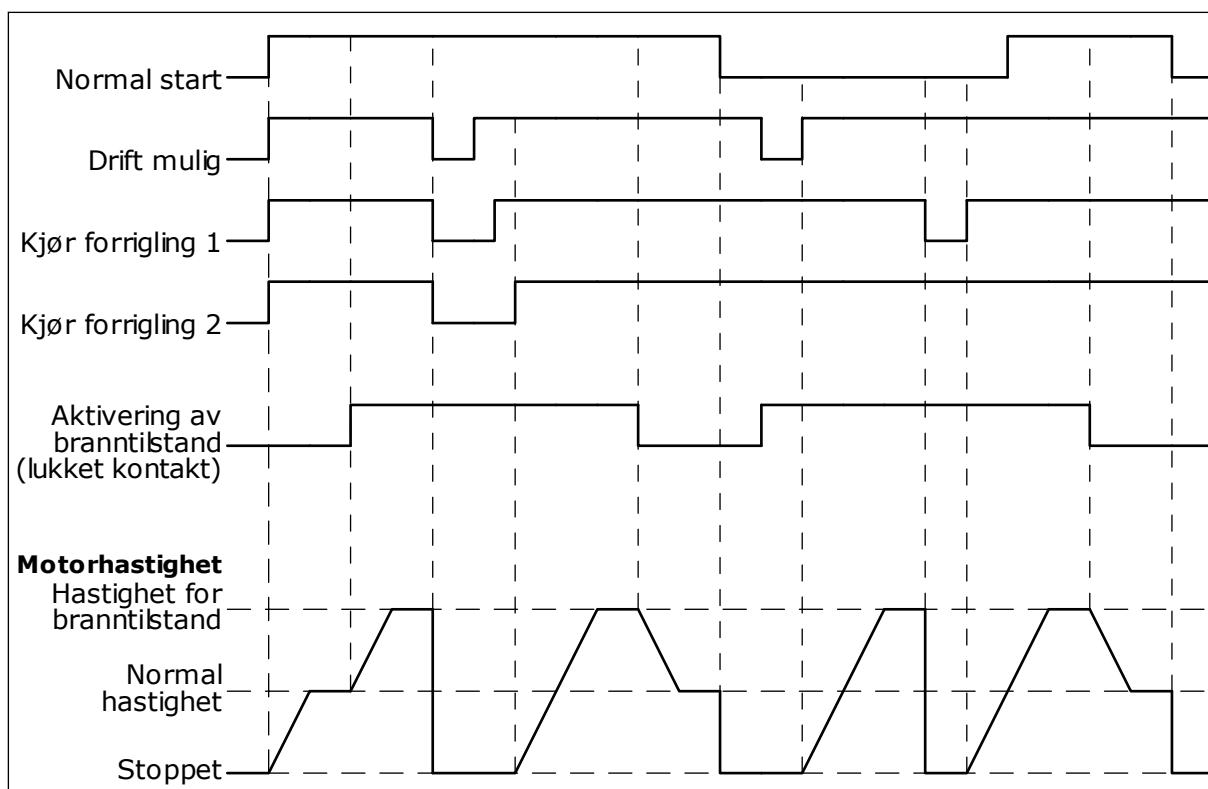 Normal start
Drift mulig
Kjør forrigling 1
Kjør forrigling 2
Aktivering av
branntilstand
(lukket kontakt)
Motorhastighet
Hastighet for
branntilstand
Normal
hastighet
Stoppet